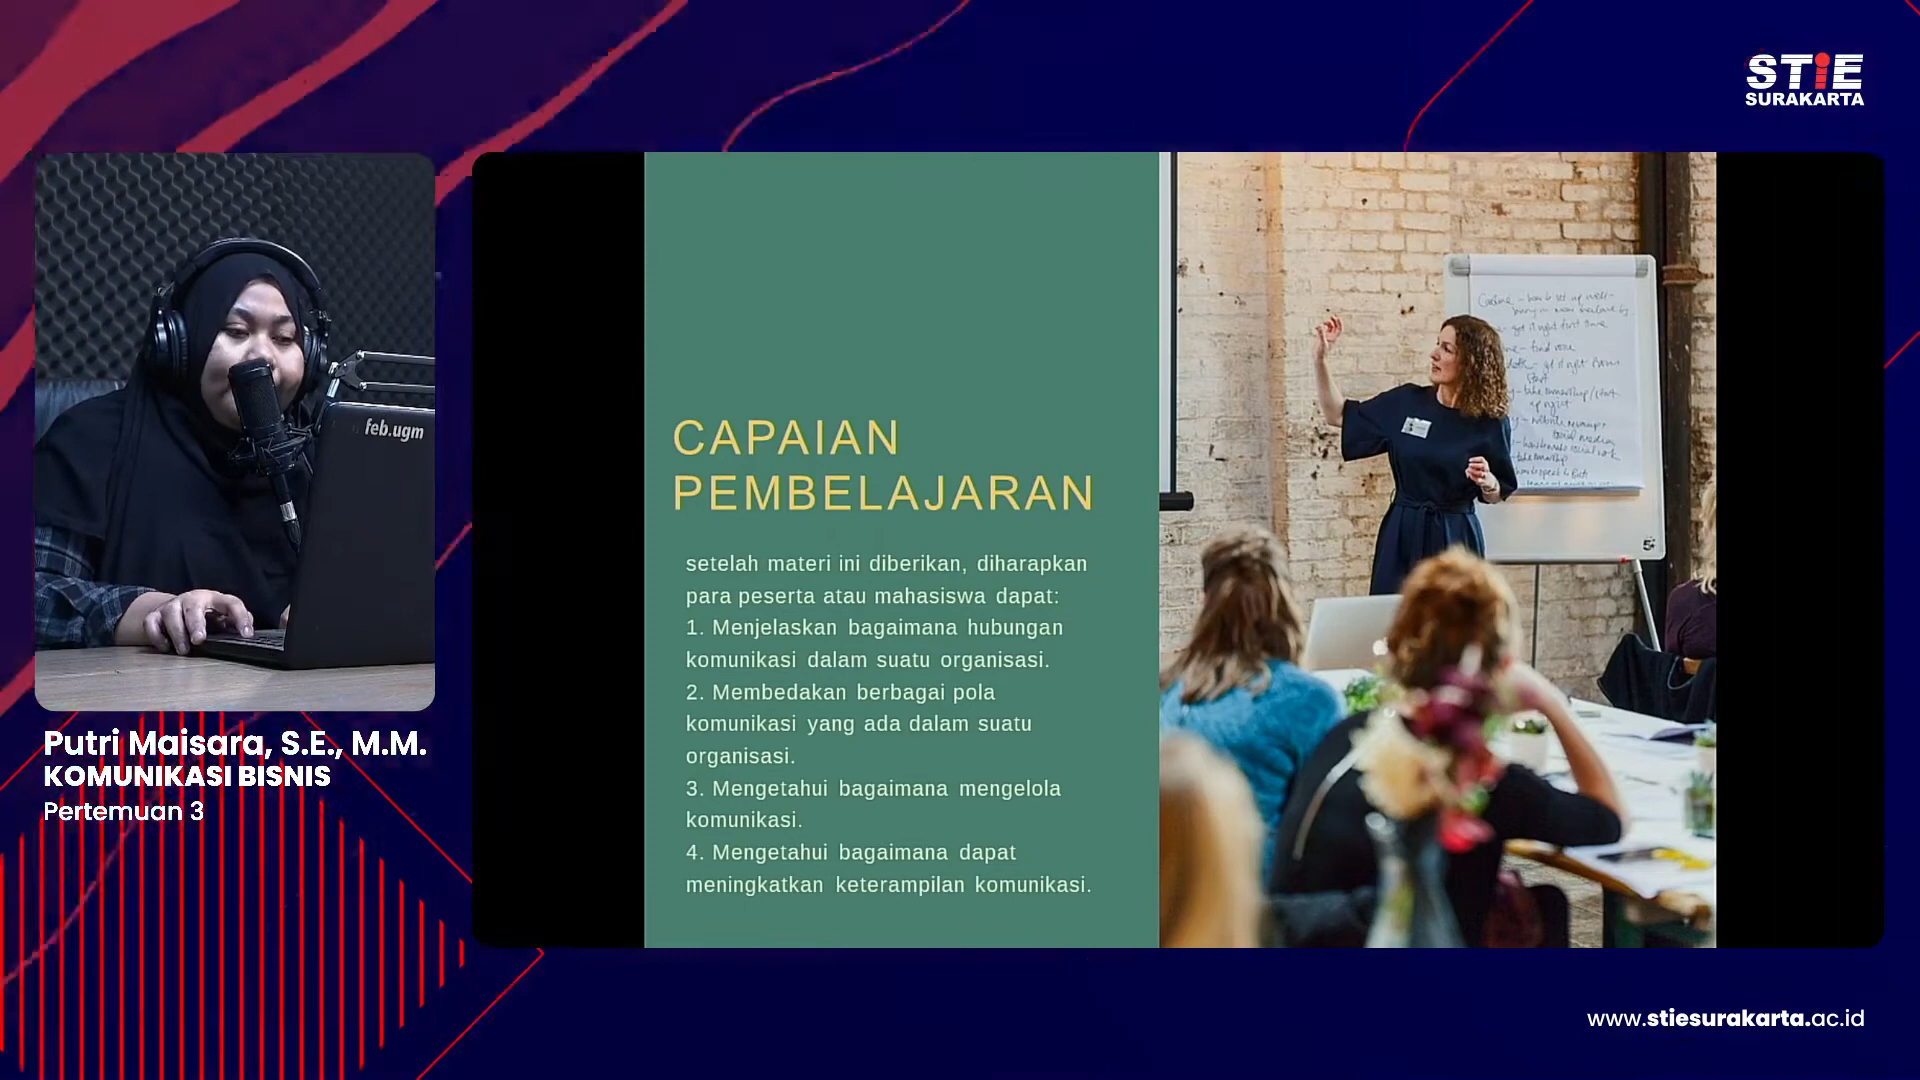 STiE
SURAKARTA
feb.ugm
CAPAIAN
PEMBELAJARAN
setelah materi ini diberikan, diharapkan
para peserta atau mahasiswa dapat:
1. Menjelaskan bagaimana hubungan
komunikasi dalam suatu organisasi.
2. Membedakan berbagai pola
komunikasi yang ada dalam suatu
organisasi.
3. Mengetahui bagaimana mengelola
komunikasi.
4. Mengetahui bagaimana dapat
meningkatkan keterampilan komunikasi.
Putri Maisara, S.E., M.M.
KOMUNIKASI BISNIS
Pertemuan 3
www.stiesurakarta.ac.id